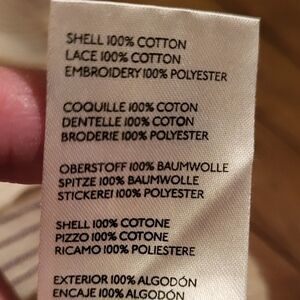 SHELL 100% COTTON
LACE 100% COTTON
EMBROIDERY 100% POLYESTER
COQUILLE 100% COTON
DENTELLE 100% COTON
BRODERIE 100% POLYESTER
OBERSTOFF 100% BAUMWOLLE
SPITZE 100% BAUMWOLLE
STICKEREI 100% POLYESTER
SHELL 100% COTONE
PIZZO 100% COTONE
RICAMO 100% POLIESTERE
EXTERIOR 100% ALGODÓN
ENCAJE 100% ALGODÓN